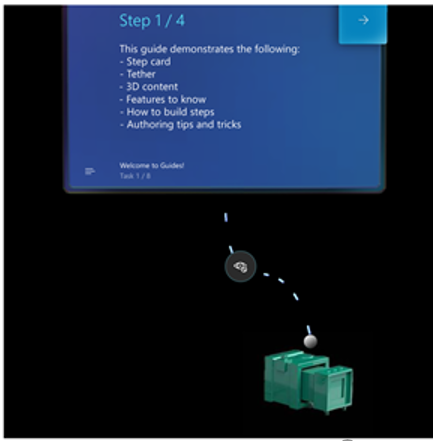 Step 1 / 4
This guide demonstrates the following:
- Step card
- Tether
- 3D content
- Features to know
- How to build steps
- Authoring tips and tricks
Welcome to Guides!
Task 1 / 8